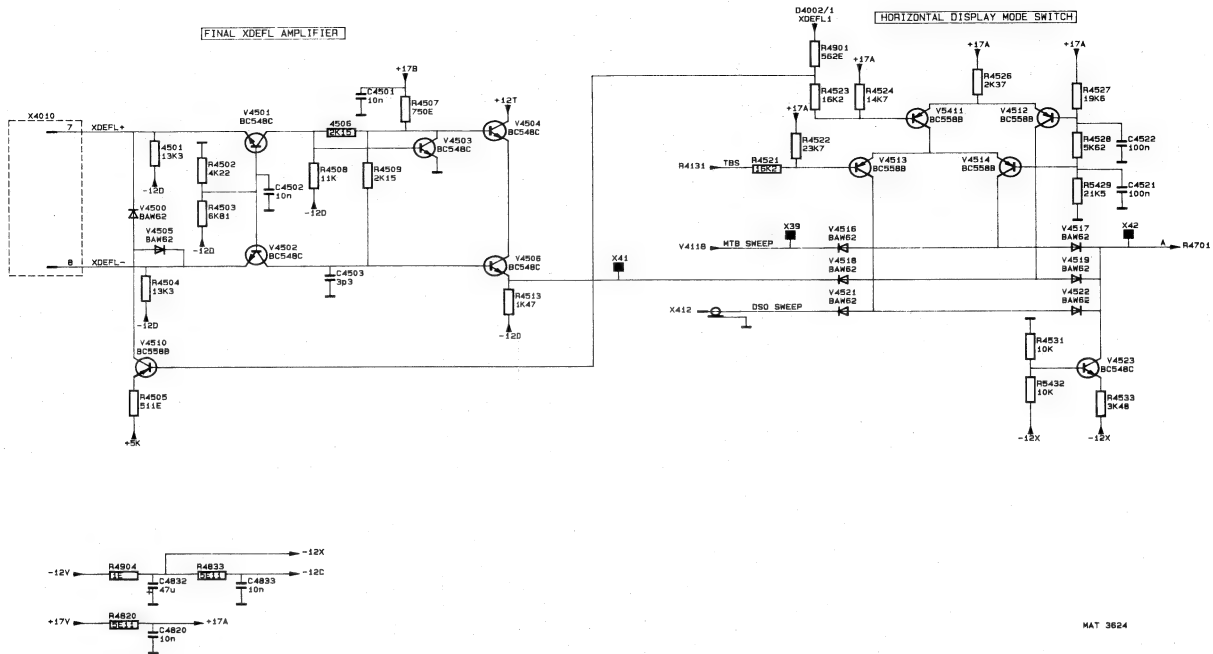 FINAL XDEFL AMPLIFIER
HORIZONTAL DISPLAY MODE SWITCH
D4002/1
XDEFL1
R4901
562E
+17A
+17A
+17A
R4526
2K37
R4527
19K6
+17B
C4501
10n
R4507
750E
+12T
R4523
16K2
R4524
14K7
+17A
X4010
7
XDEFL+
V4501
BC548C
4506
2K15
V4503
BC548C
V4504
BC548C
V5411
BC558B
V4512
BC558B
R4528
5K62
C4522
100n
4501
13K3
-12D
R4502
4K22
C4502
10n
R4508
11K
-12D
R4509
2K15
R4522
23K7
R4131
TBS
R4521
16K2
V4513
BC558B
V4514
BC558B
R5429
21K5
C4521
100n
V4500
BAW62
R4503
6K81
-12D
V4505
BAW62
V4502
BC548C
X39
V4516
BAW62
V4517
BAW62
X42
A
R4701
V4118
MTB SWEEP
8
XDEFL-
R4504
13K3
-12D
C4503
3p3
V4506
BC548C
X41
V4518
BAW62
V4519
BAW62
R4513
1K47
-12D
V4521
BAW62
V4522
BAW62
X412
DSO SWEEP
V4510
BC558B
R4505
511E
+5K
R4531
10K
R5432
10K
-12X
V4523
BC548C
R4533
3K48
-12X
-12X
-12V
R4904
1E
C4832
47u
R4833
5E11
C4833
10n
-12C
+17V
R4820
5E11
C4820
10n
+17A
MAT 3624